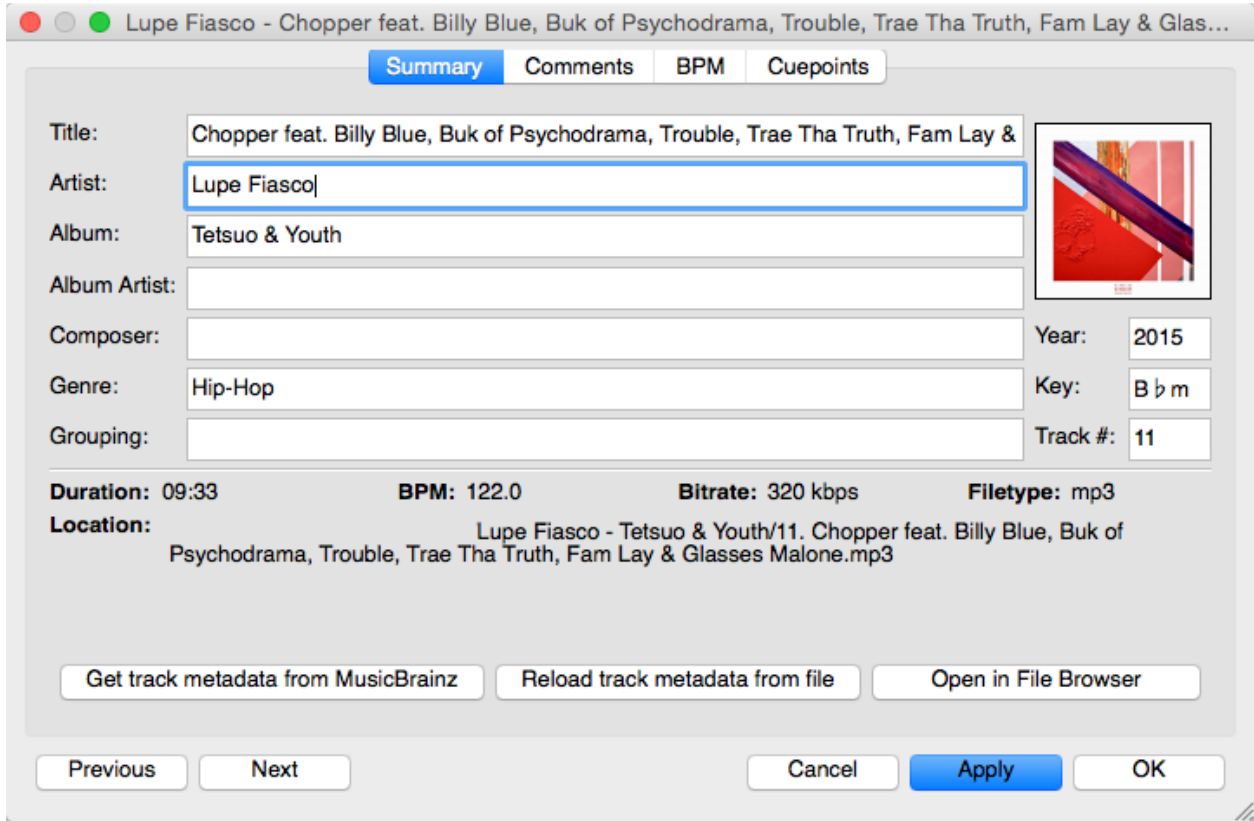 Lupe Fiasco - Chopper feat. Billy Blue, Buk of Psychodrama, Trouble, Trae Tha Truth, Fam Lay & Glas...
Summary Comments BPM Cuepoints
Title: Chopper feat. Billy Blue, Buk of Psychodrama, Trouble, Trae Tha Truth, Fam Lay &
Artist: Lupe Fiasco
Album: Tetsuo & Youth
Album Artist:
Composer: Year: 2015
Genre: Hip-Hop Key: B♭m
Grouping: Track #: 11
Duration: 09:33 BPM: 122.0 Bitrate: 320 kbps Filetype: mp3
Location: Lupe Fiasco - Tetsuo & Youth/11. Chopper feat. Billy Blue, Buk of
Psychodrama, Trouble, Trae Tha Truth, Fam Lay & Glasses Malone.mp3
Get track metadata from MusicBrainz Reload track metadata from file Open in File Browser
Previous Next Cancel Apply OK